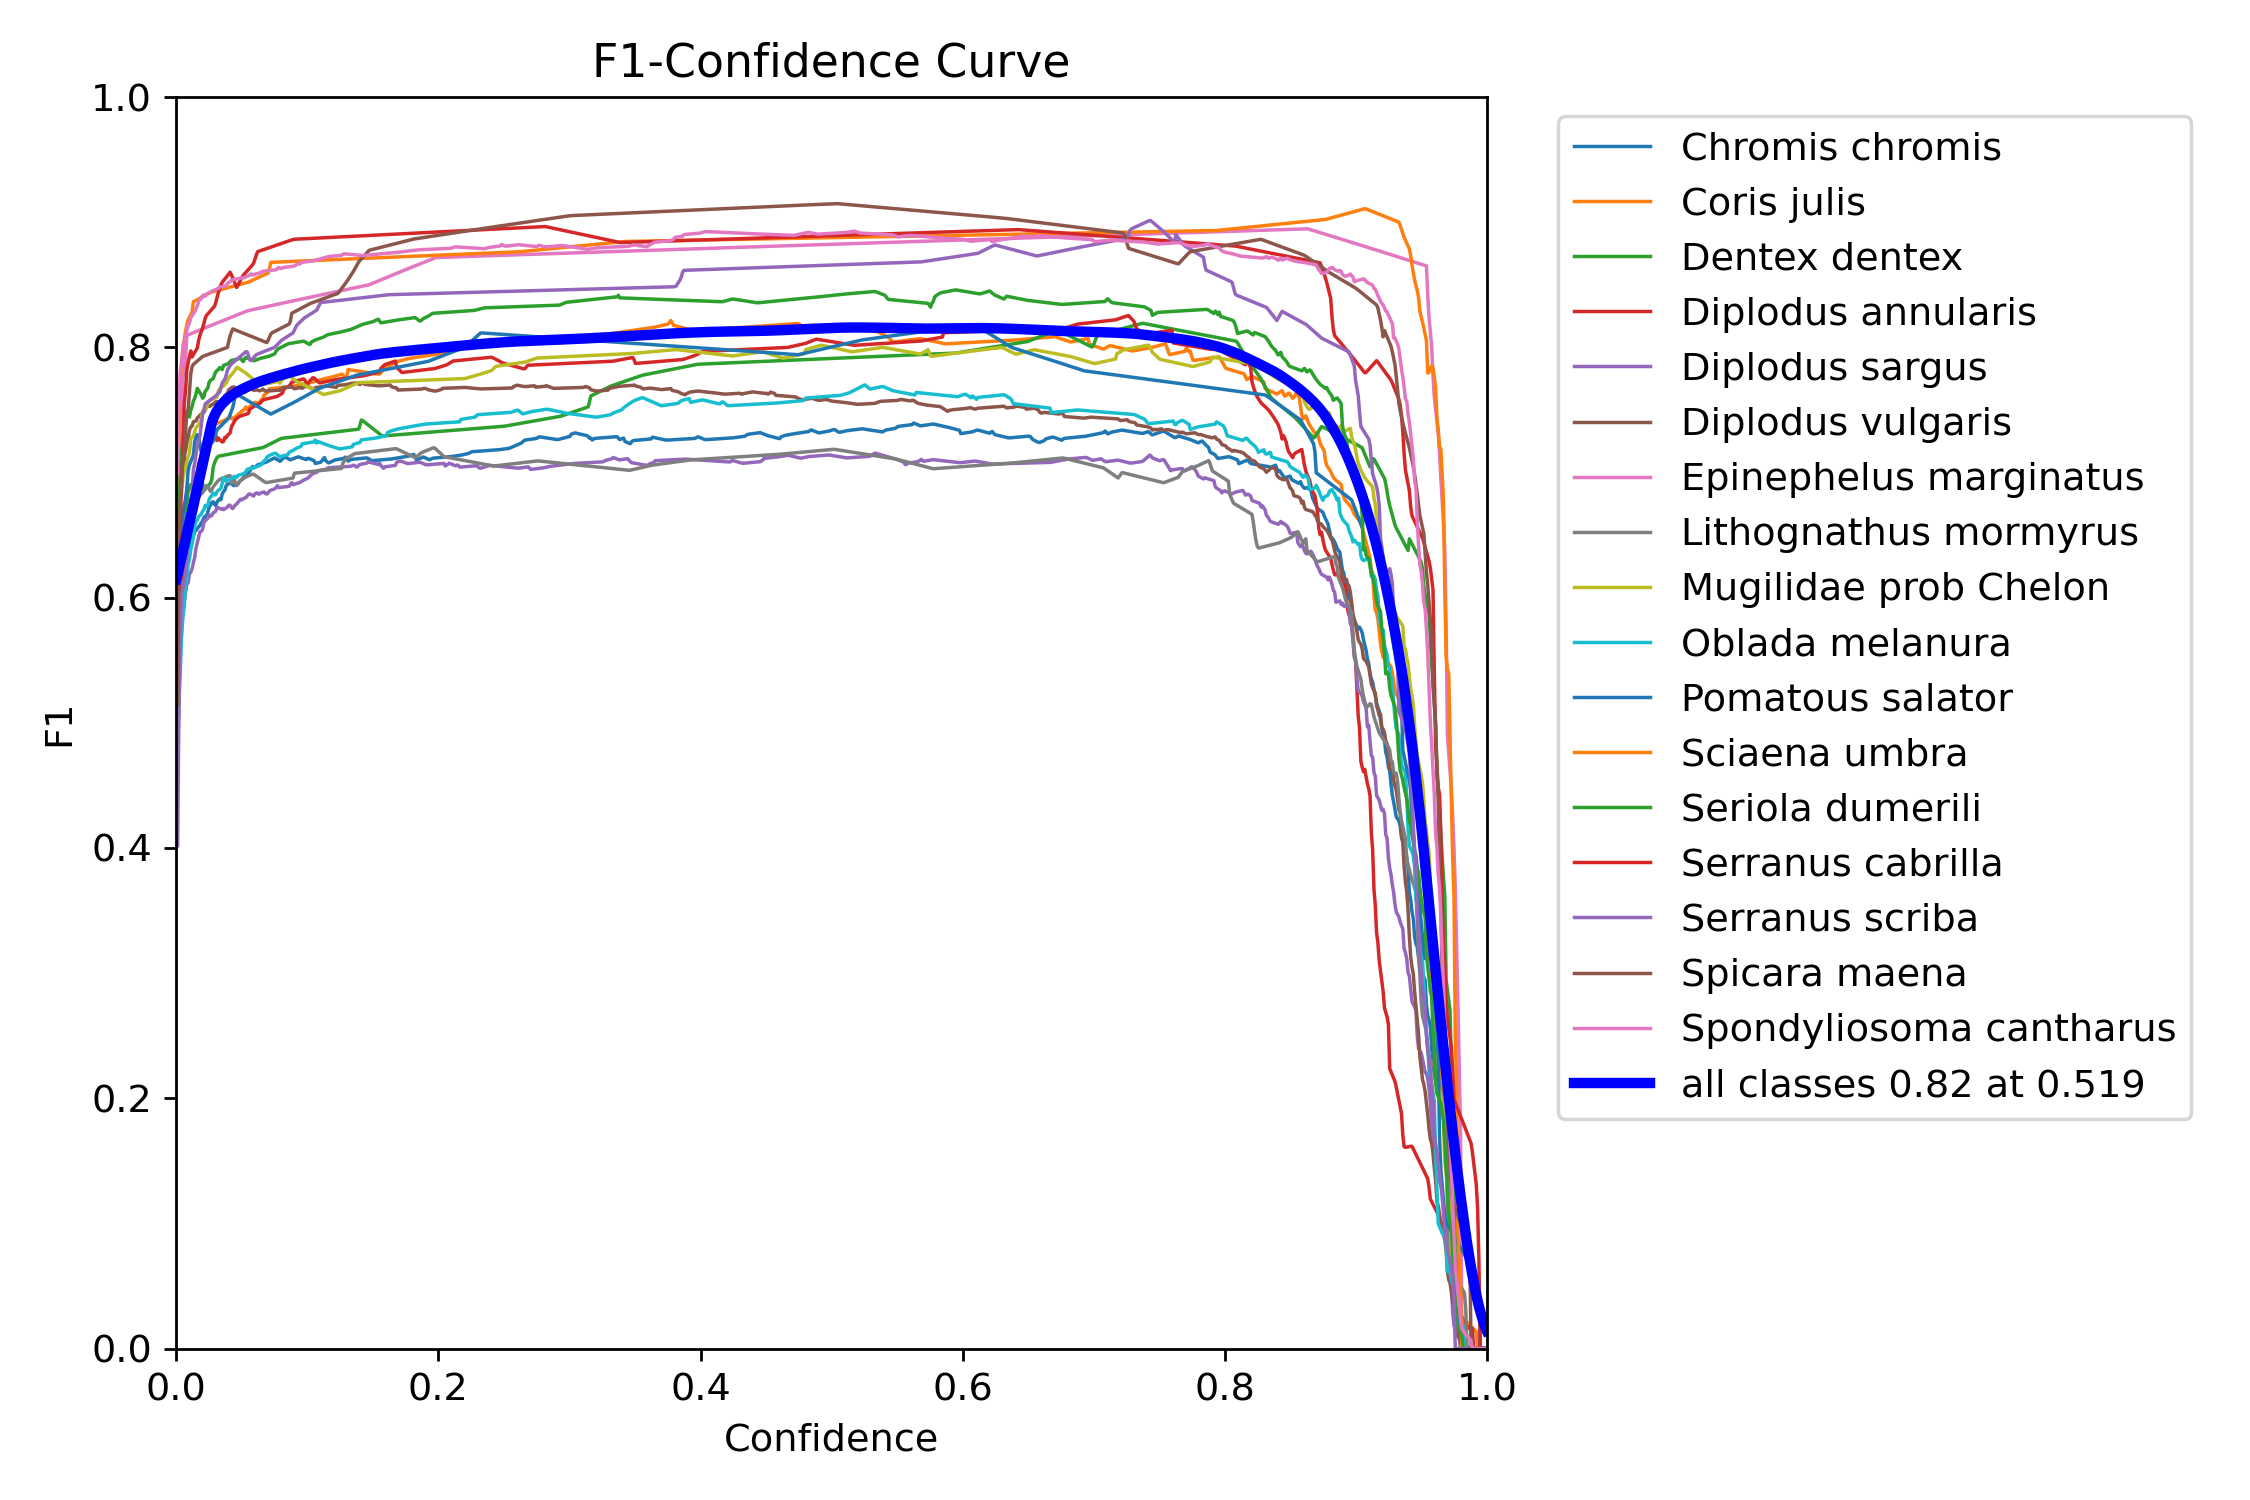 F1-Confidence Curve
1.0
0.8
0.6
0.4
0.2
0.0
F1
0.0 0.2 0.4 0.6 0.8 1.0
Confidence
Chromis chromis
Coris julis
Dentex dentex
Diplodus annularis
Diplodus sargus
Diplodus vulgaris
Epinephelus marginatus
Lithognathus mormyrus
Mugilidae prob Chelon
Oblada melanura
Pomatous salator
Sciaena umbra
Seriola dumerili
Serranus cabrilla
Serranus scriba
Spicara maena
Spondyliosoma cantharus
all classes 0.82 at 0.519